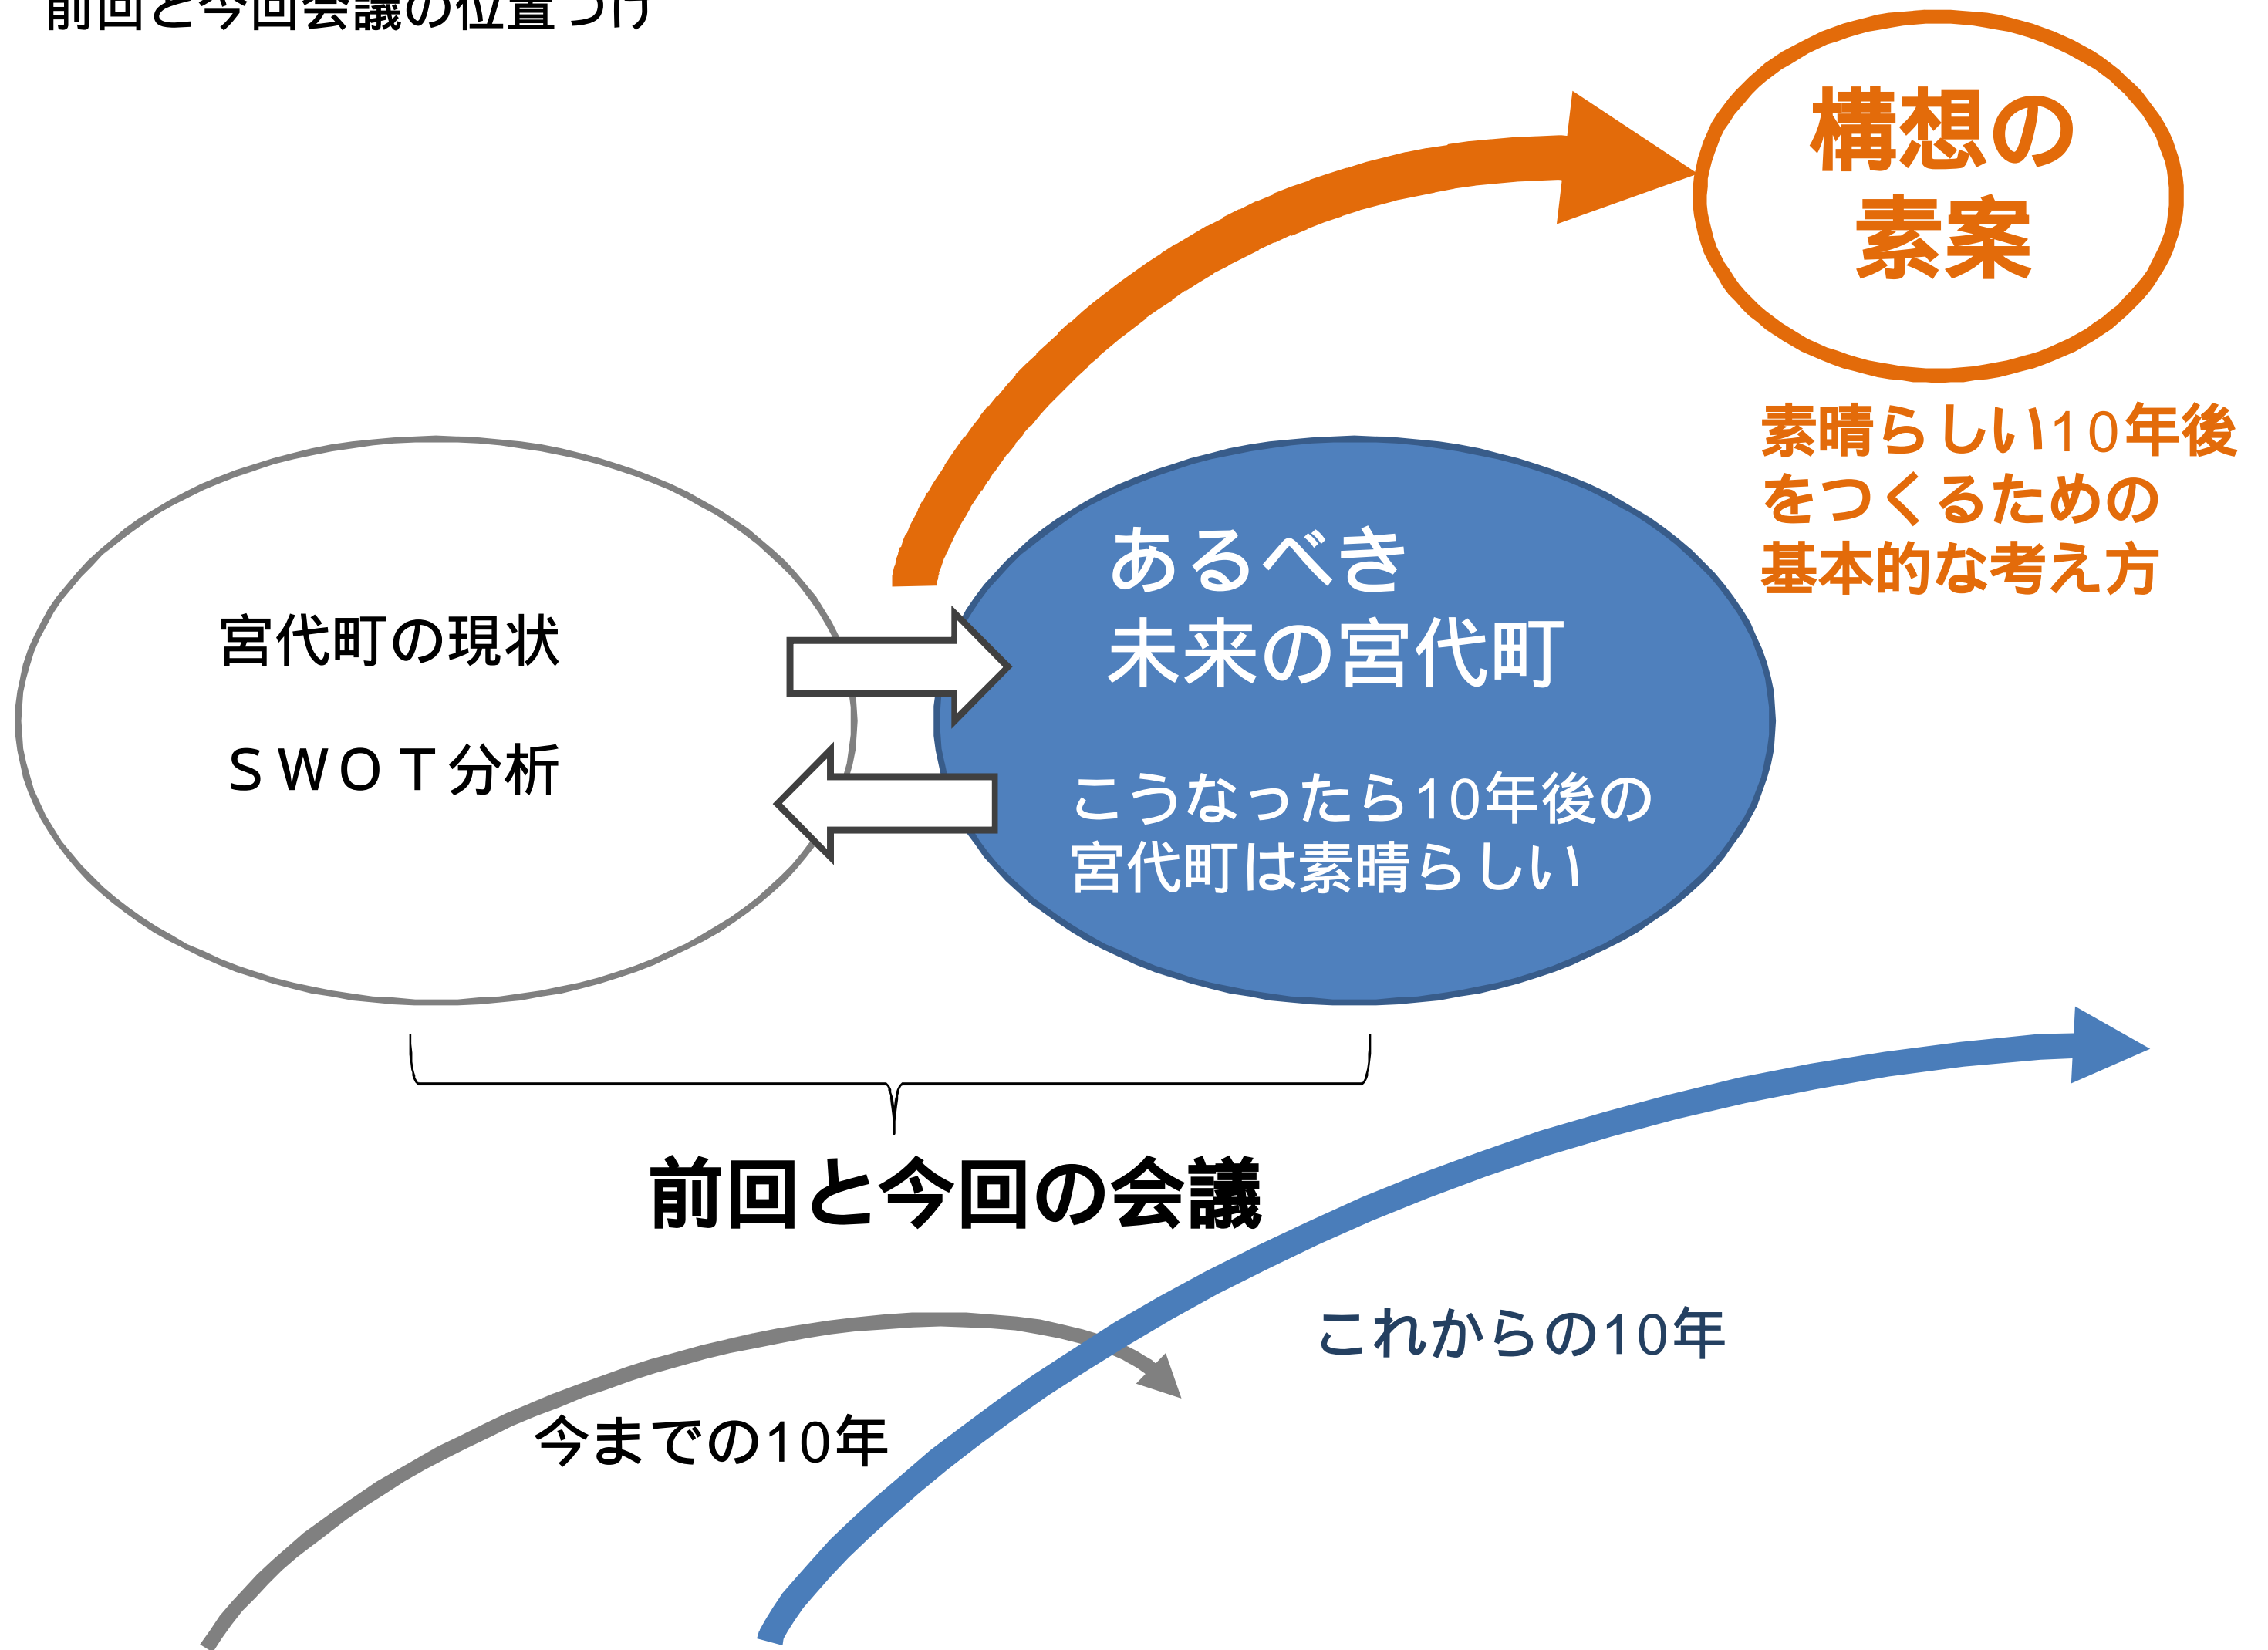 前回と今回会議の位置づけ
構想の
素案
素晴らしい10年後
をつくるための
基本的な考え方
あるべき
未来の宮代町
宮代町の現状
ＳＷＯＴ分析
こうなったら10年後の
宮代町は素晴らしい
前回と今回の会議
これからの10年
今までの10年